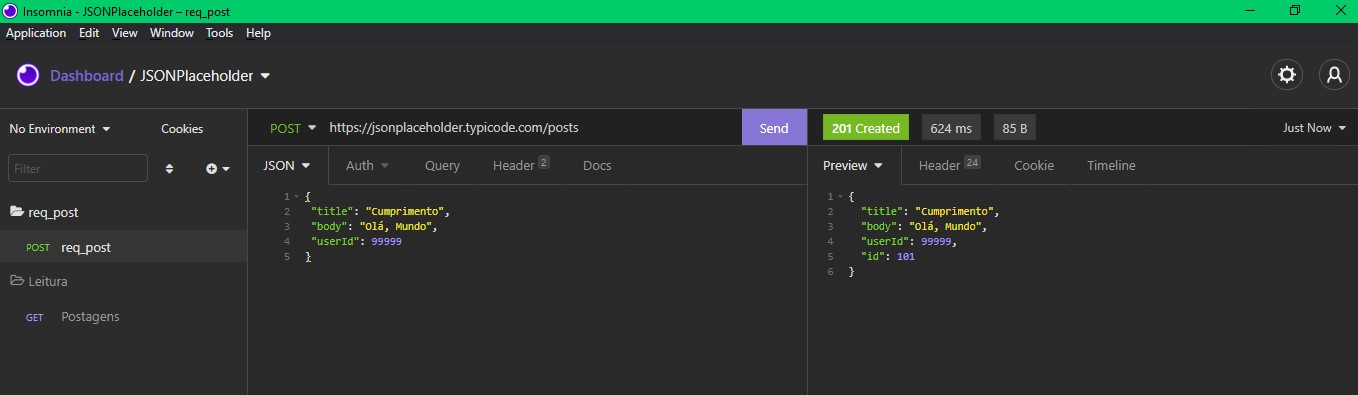 Insomnia - JSONPlaceholder – req_post
Application Edit View Window Tools Help
Dashboard / JSONPlaceholder
No Environment Cookies
Filter
req_post
POST req_post
Leitura
GET Postagens
POST https://jsonplaceholder.typicode.com/posts Send
JSON Auth Query Header 2 Docs
1 {
2 "title": "Cumprimento",
3 "body": "Olá, Mundo",
4 "userId": 99999
5 }
201 Created 624 ms 85 B Just Now
Preview Header 24 Cookie Timeline
1 {
2 "title": "Cumprimento",
3 "body": "Olá, Mundo",
4 "userId": 99999,
5 "id": 101
6 }